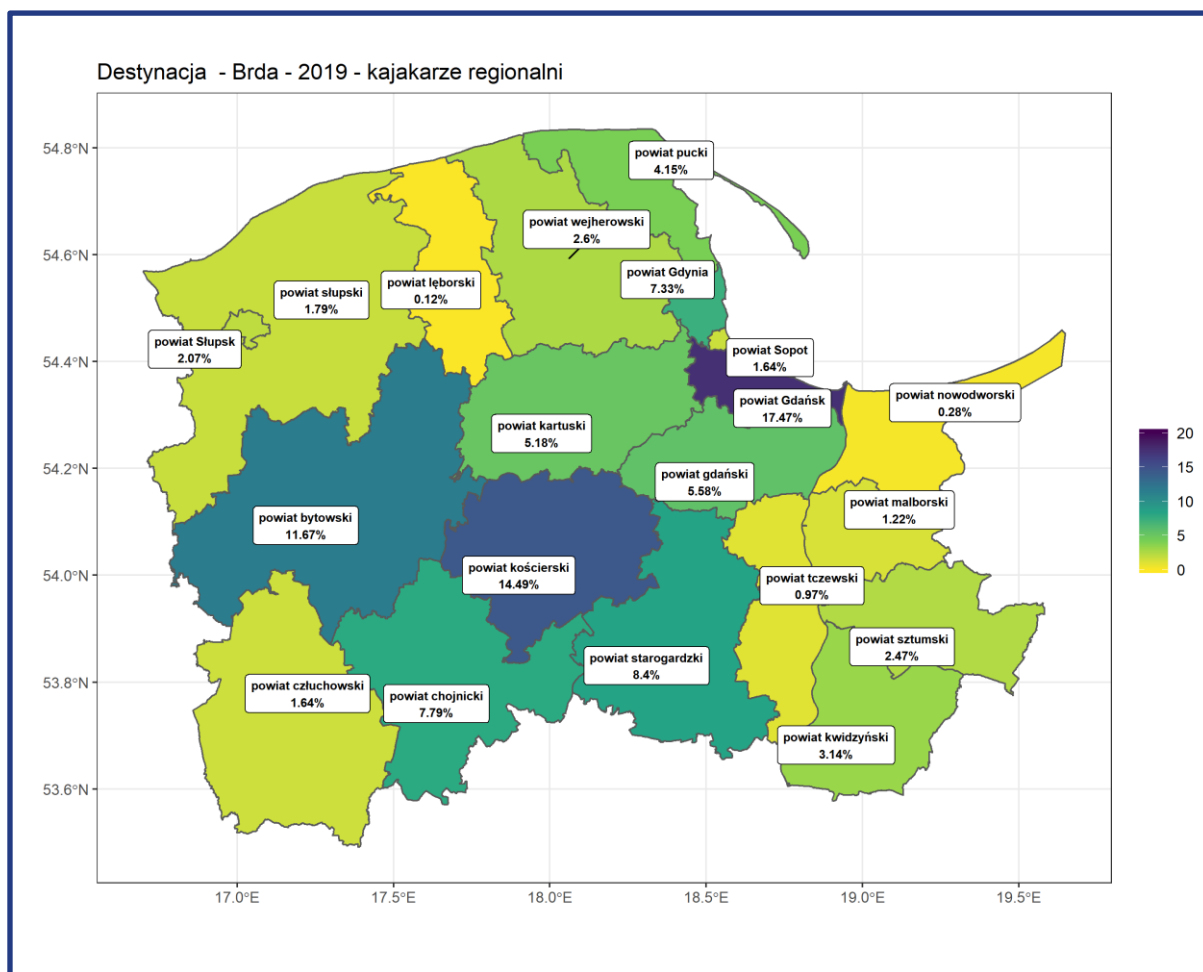 Destynacja  - Brda - 2019 - kajakarze regionalni
54.8°N
54.6°N
54.4°N
54.2°N
54.0°N
53.8°N
53.6°N
powiat pucki
4.15%
powiat wejherowski
2.6%
powiat Gdynia
7.33%
powiat lęborski
0.12%
powiat słupski
1.79%
powiat Słupsk
2.07%
powiat Sopot
1.64%
powiat Gdańsk
17.47%
powiat nowodworski
0.28%
powiat kartuski
5.18%
powiat gdański
5.58%
powiat malborski
1.22%
powiat bytowski
11.67%
powiat kościerski
14.49%
powiat tczewski
0.97%
powiat sztumski
2.47%
powiat starogardzki
8.4%
powiat człuchowski
1.64%
powiat chojnicki
7.79%
powiat kwidzyński
3.14%
20
15
10
5
0
17.0°E
17.5°E
18.0°E
18.5°E
19.0°E
19.5°E